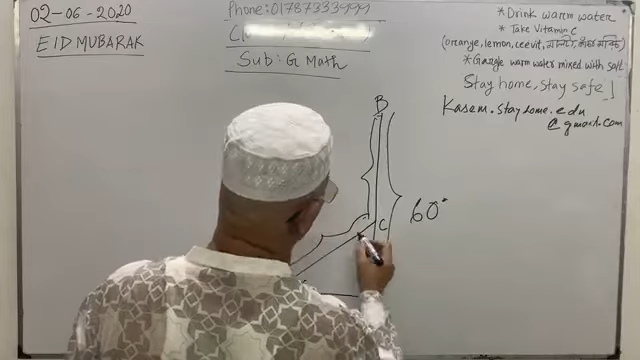 02-06-2020
EID MUBARAK
Phone: 01787333999
Sub: G Math
* Drink warm water
* Take Vitamin C
(orange, lemon, ceevit,
* Gargle warm water mixed with salt
Stay home, stay safe
Kasem.stayhome.edu
@gmail.com
B
C
60°